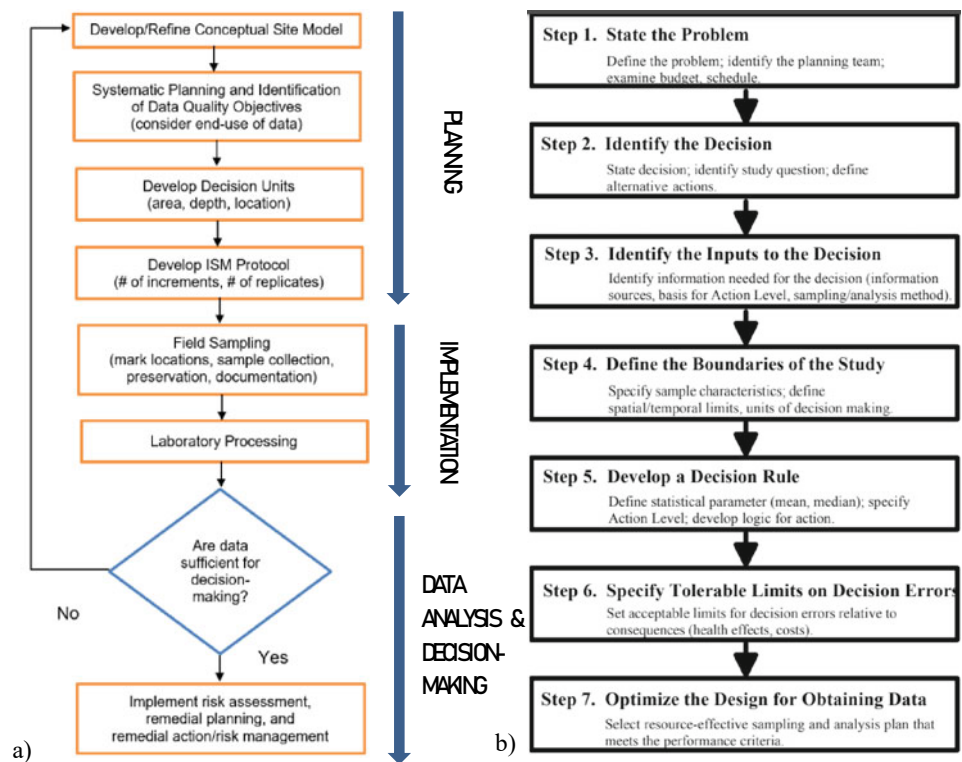 Develop/Refine Conceptual Site Model
Systematic Planning and Identification
of Data Quality Objectives
(consider end-use of data)
Develop Decision Units
(area, depth, location)
Develop ISM Protocol
(# of increments, # of replicates)
Field Sampling
(mark locations, sample collection,
preservation, documentation)
Laboratory Processing
Are data
sufficient for
decision-
making?
No
Yes
Implement risk assessment,
remedial planning, and
remedial action/risk management
a)
PLANNING
IMPLEMENTATION
DATA
ANALYSIS &
DECISION-
MAKING
Step 1. State the Problem
Define the problem; identify the planning team;
examine budget, schedule.
Step 2. Identify the Decision
State decision; identify study question; define
alternative actions.
Step 3. Identify the Inputs to the Decision
Identify information needed for the decision (information
sources, basis for Action Level, sampling/analysis method).
Step 4. Define the Boundaries of the Study
Specify sample characteristics; define
spatial/temporal limits, units of decision making.
Step 5. Develop a Decision Rule
Define statistical parameter (mean, median); specify
Action Level; develop logic for action.
Step 6. Specify Tolerable Limits on Decision Errors
Set acceptable limits for decision errors relative to
consequences (health effects, costs).
Step 7. Optimize the Design for Obtaining Data
Select resource-effective sampling and analysis plan that
meets the performance criteria.
b)